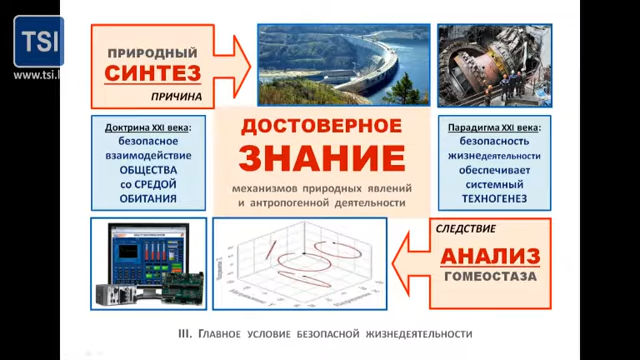 TSI
www.tsi.l
ПРИРОДНЫЙ
СИНТЕЗ
ПРИЧИНА
Доктрина XXI века:
безопасное
взаимодействие
ОБЩЕСТВА
со СРЕДОЙ
ОБИТАНИЯ
ДОСТОВЕРНОЕ
ЗНАНИЕ
механизмов природных явлений
и антропогенной деятельности
Парадигма XXI века:
безопасность
жизнедеятельности
обеспечивает
системный
ТЕХНОГЕНЕЗ
СЛЕДСТВИЕ
АНАЛИЗ
ГОМЕОСТАЗА
III. Главное условие безопасной жизнедеятельности